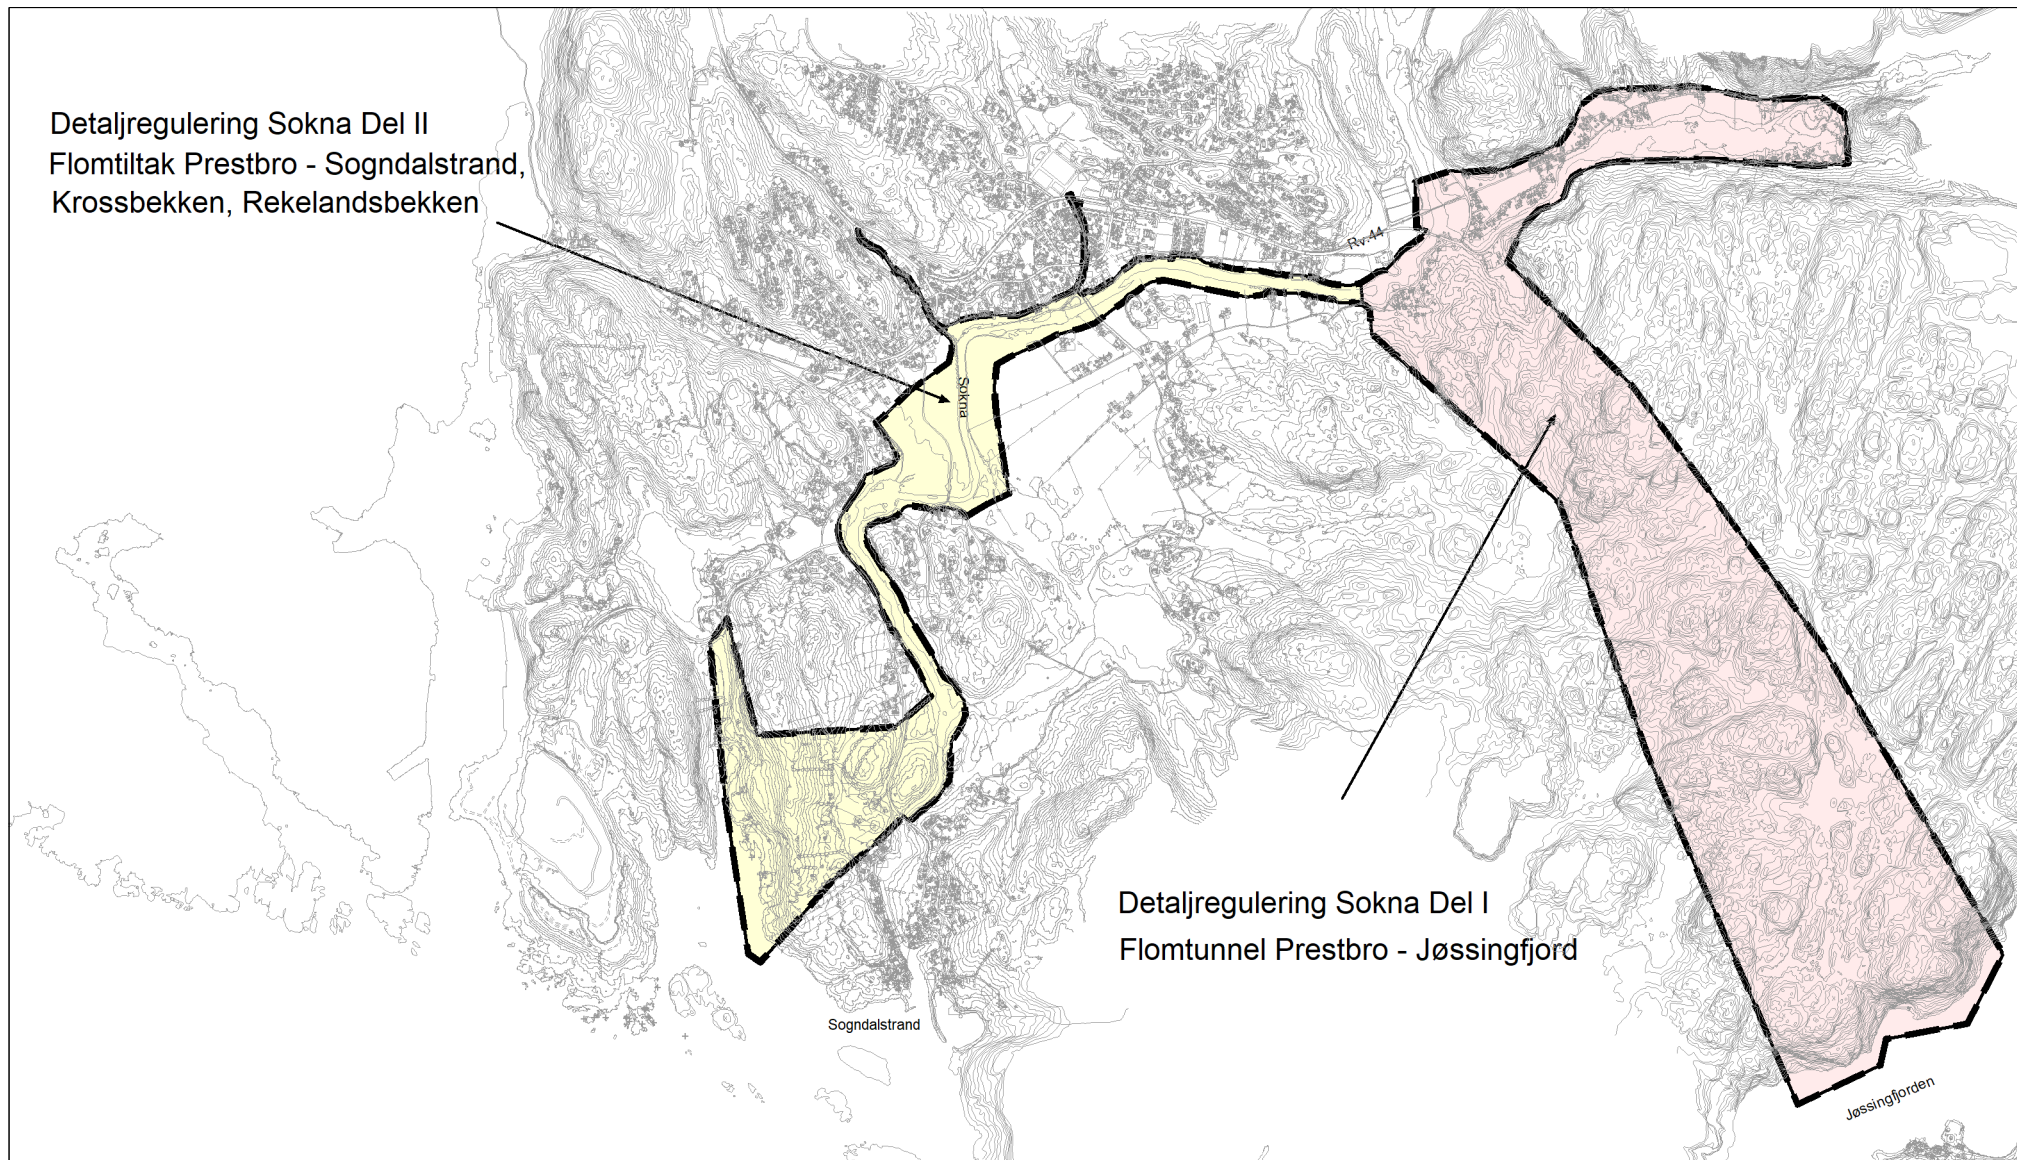 Detaljregulering Sokna Del II
Flomtiltak Prestbro - Sogndalstrand,
Krossbekken, Rekelandsbekken
Rv.44
Sokna
Detaljregulering Sokna Del I
Flomtunnel Prestbro - Jøssingfjord
Sogndalstrand
Jøssingfjorden